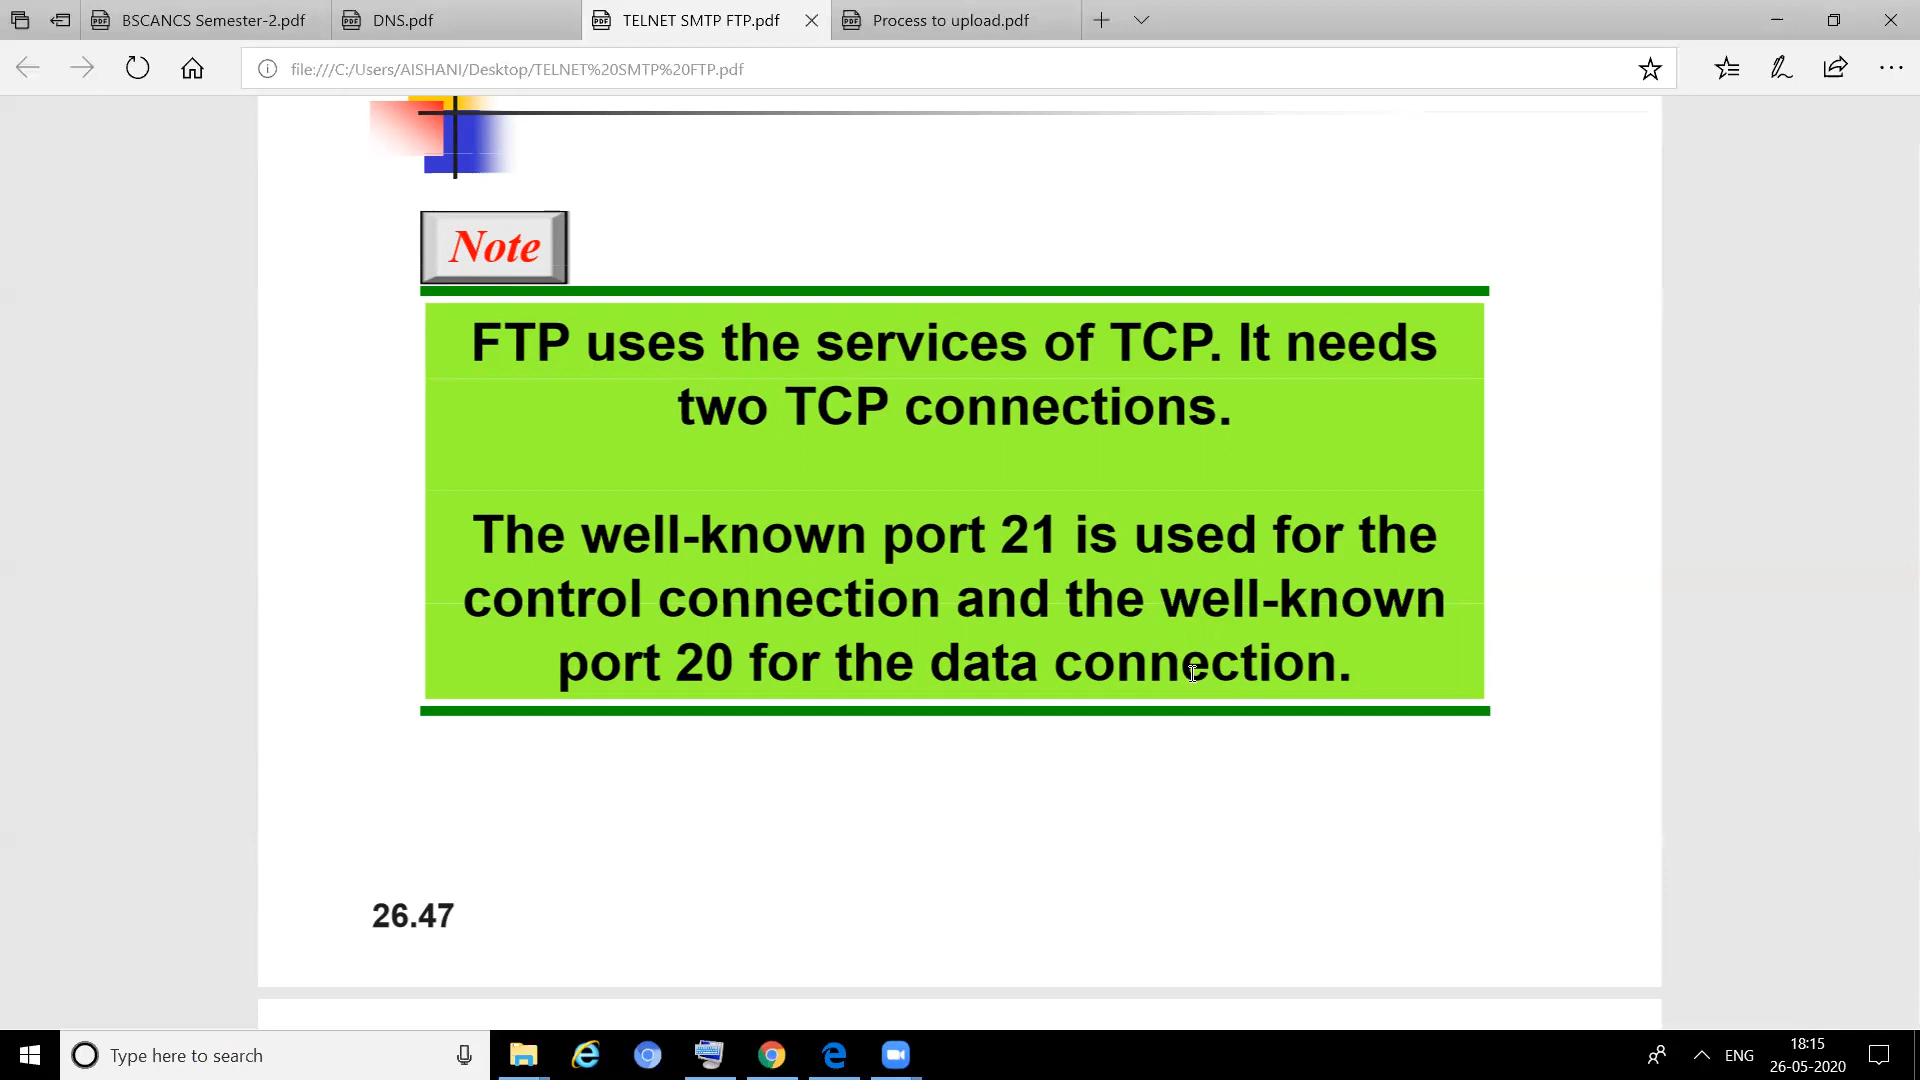 BSCANCS Semester-2.pdf
DNS.pdf
TELNET SMTP FTP.pdf
Process to upload.pdf
file:///C:/Users/AISHANI/Desktop/TELNET%20SMTP%20FTP.pdf
Note
FTP uses the services of TCP. It needs
two TCP connections.
The well-known port 21 is used for the
control connection and the well-known
port 20 for the data connection.
26.47
Type here to search
ENG
18:15
26-05-2020